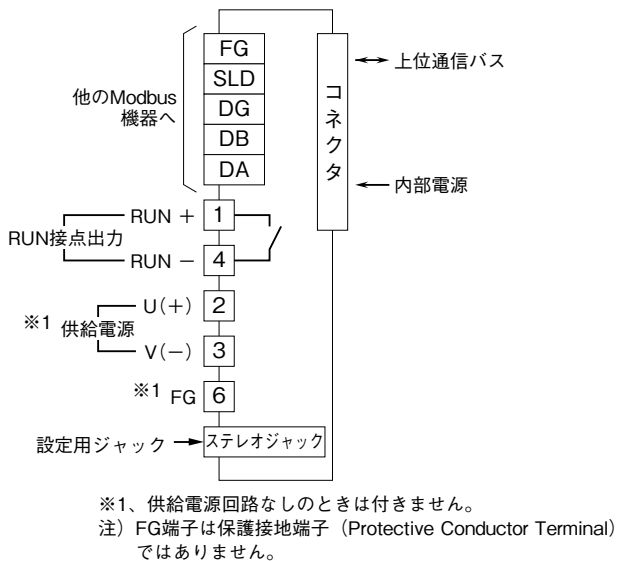 FG
SLD
DG
DB
DA
他のModbus
機器へ
コネクタ
上位通信バス
内部電源
RUN +
1
RUN接点出力
RUN −
4
U(+)
2
※1 供給電源
V(−)
3
※1 FG
6
設定用ジャック
ステレオジャック
※1、供給電源回路なしのときは付きません。
注）FG端子は保護接地端子（Protective Conductor Terminal）
ではありません。